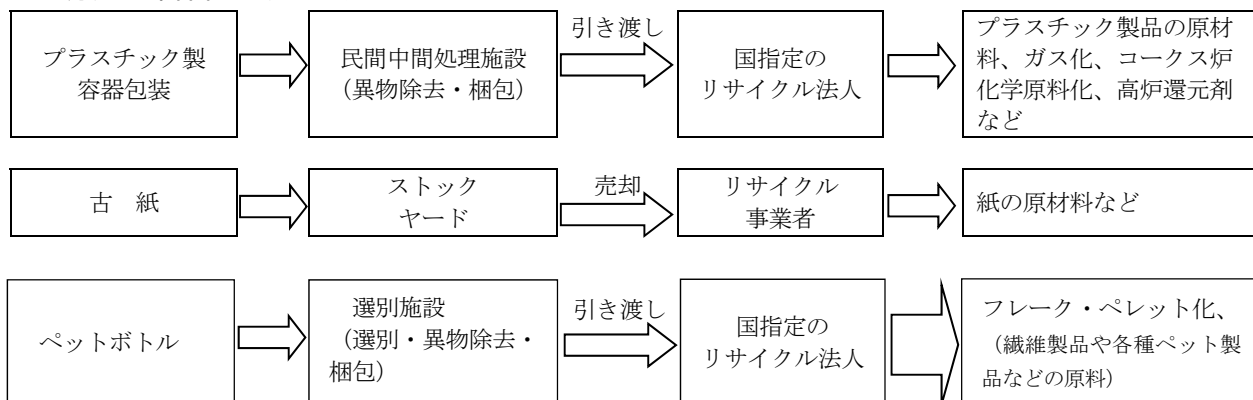 プラスチック製
容器包装
民間中間処理施設
（異物除去・梱包）
引き渡し
国指定の
リサイクル法人
プラスチック製品の原材
料、ガス化、コークス炉
化学原料化、高炉還元剤
など
古　紙
ストック
ヤード
売却
リサイクル
事業者
紙の原材料など
ペットボトル
選別施設
（選別・異物除去・
梱包）
引き渡し
国指定の
リサイクル法人
フレーク・ペレット化、
（繊維製品や各種ペット製
品などの原料）